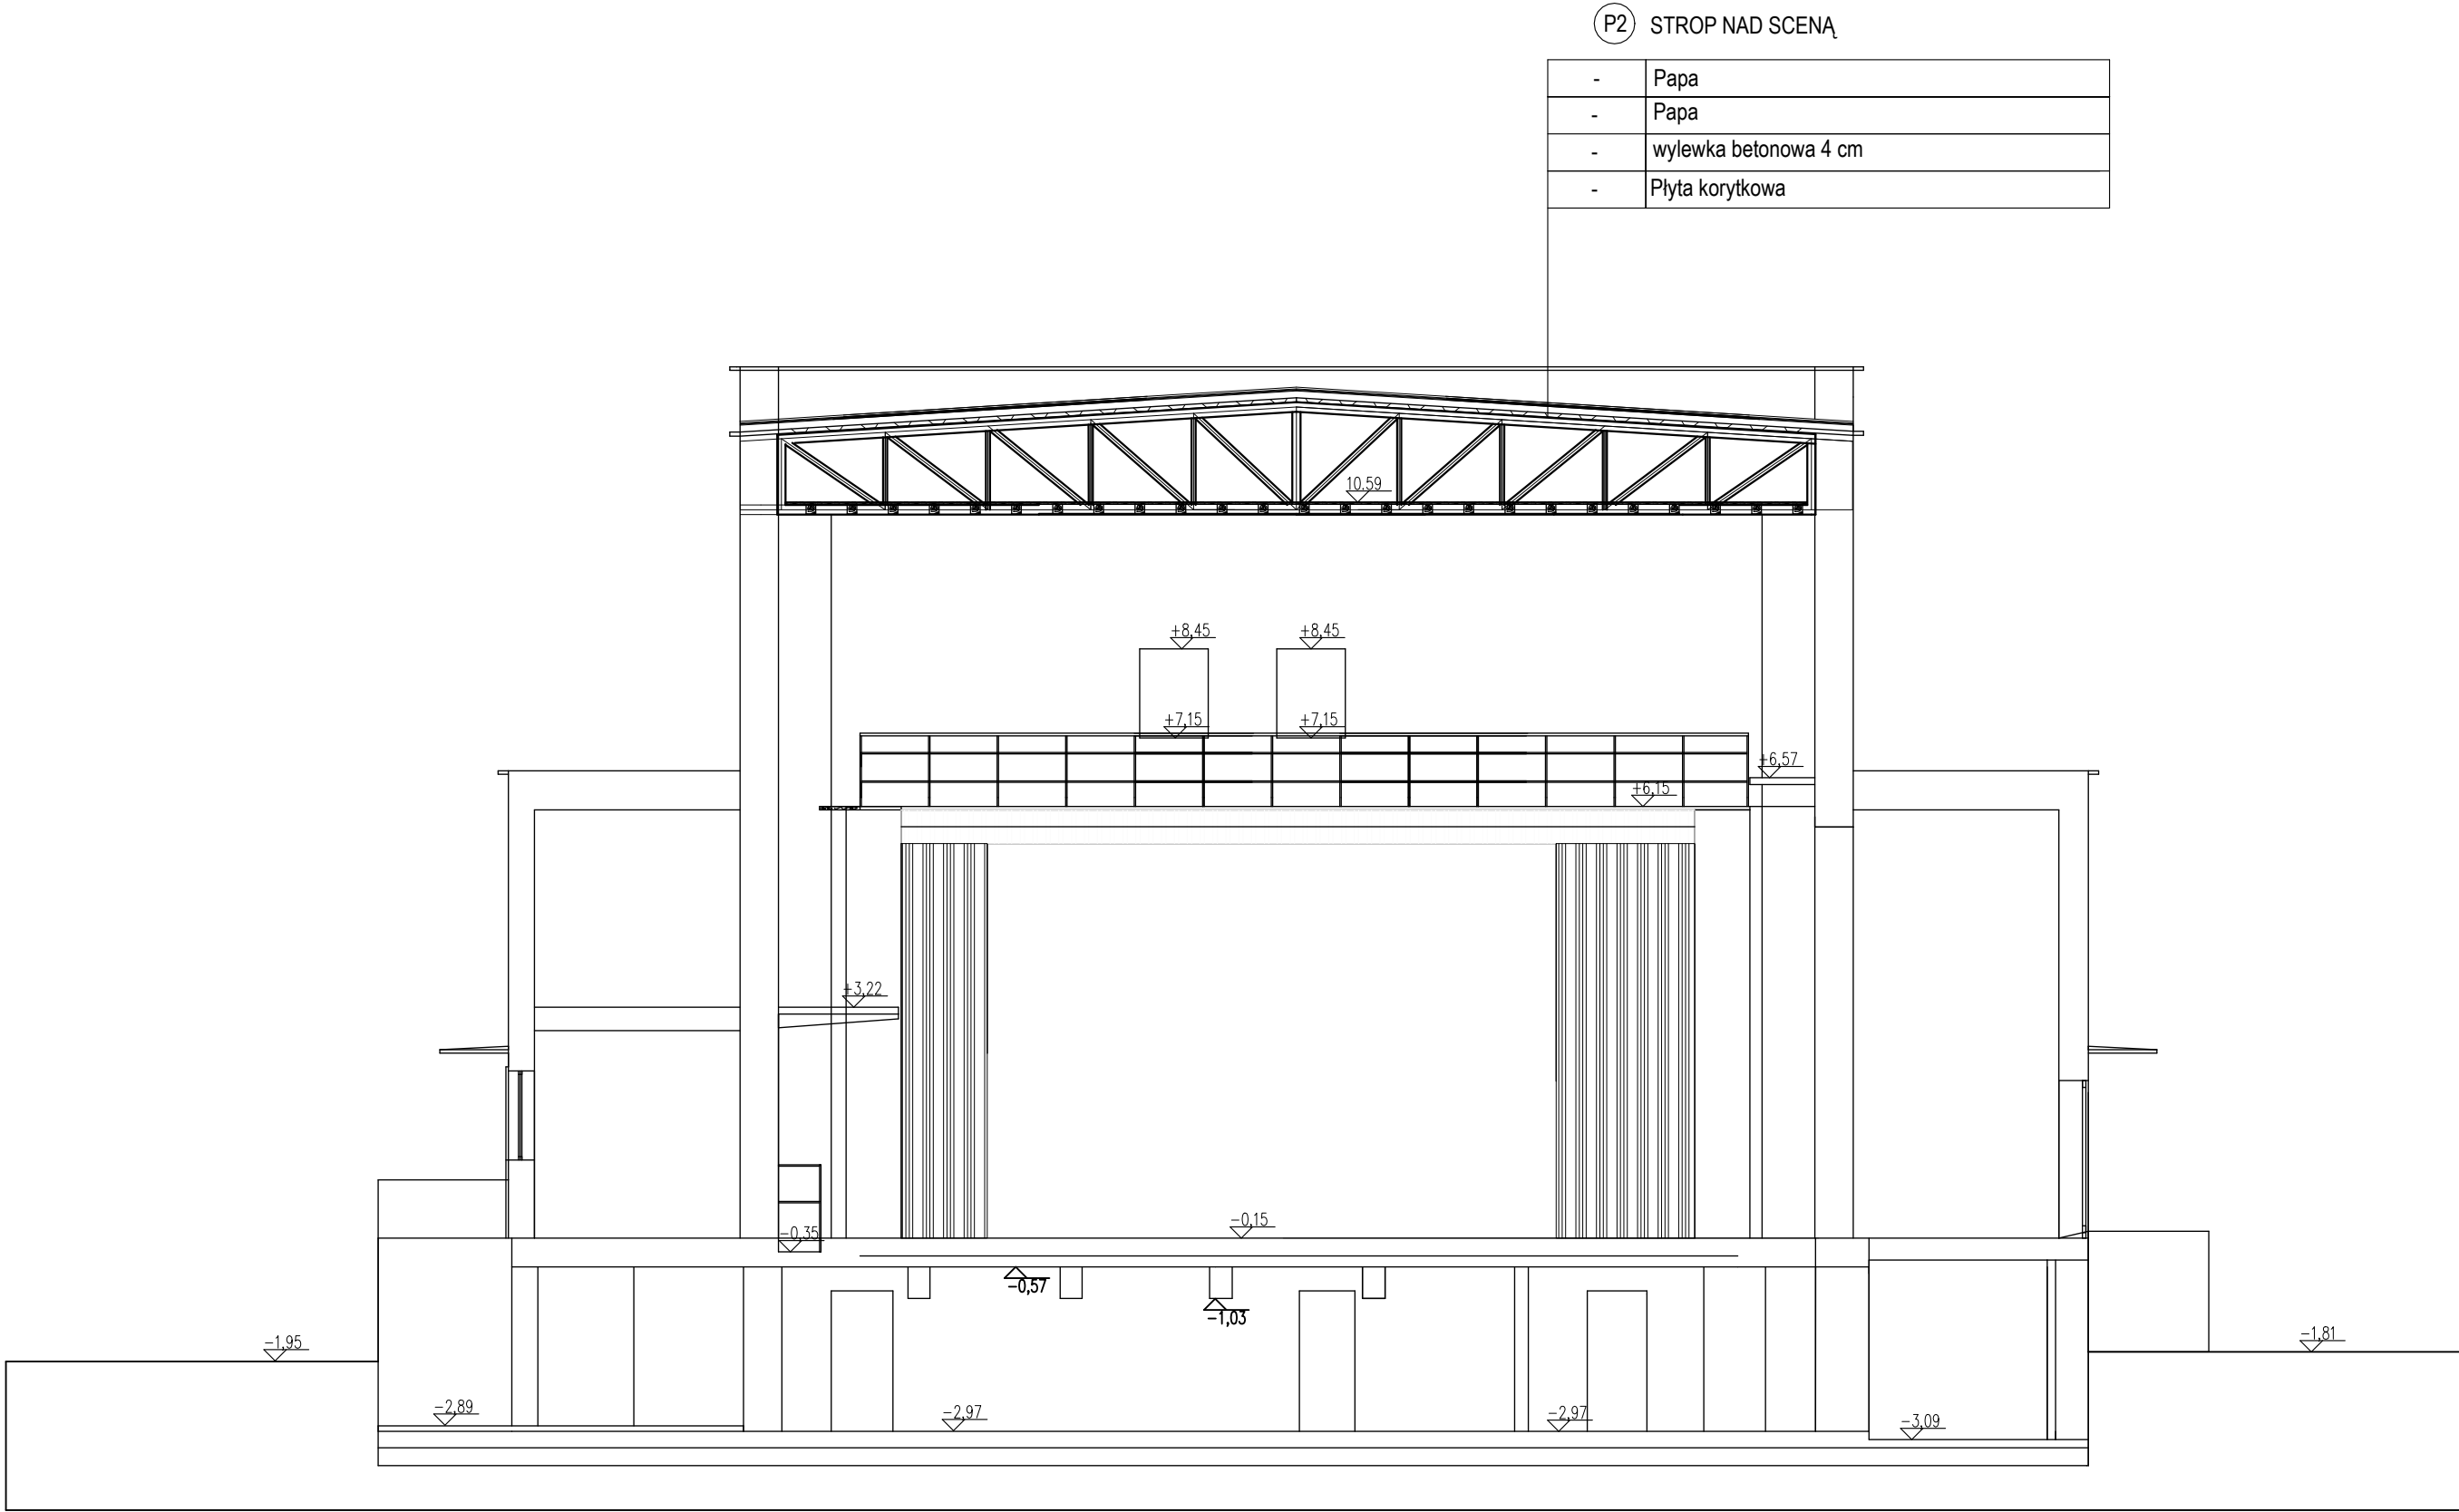 P2 STROP NAD SCENĄ
- Papa
- Papa
- wylewka betonowa 4 cm
- Płyta korytkowa
10.59
+8,45 +8,45
+7,15 +7,15
+6,57
+6,15
+3,22
-0,15
-0,35
-0,57
-1,03
-1,95 -1,81
-2,89 -2,97 -2,97 -3,09